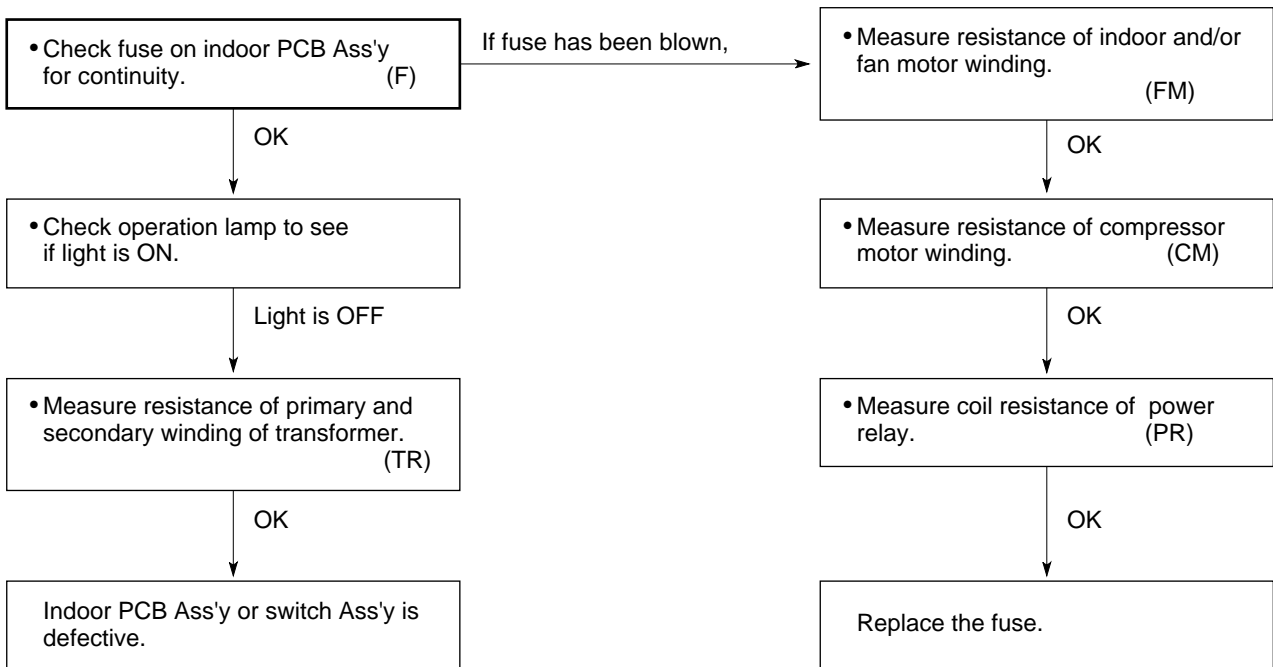 • Check fuse on indoor PCB Ass'y
for continuity. (F)
If fuse has been blown,
• Measure resistance of indoor and/or
fan motor winding.
(FM)
OK
OK
• Check operation lamp to see
if light is ON.
• Measure resistance of compressor
motor winding. (CM)
Light is OFF
OK
• Measure resistance of primary and
secondary winding of transformer.
(TR)
• Measure coil resistance of power
relay. (PR)
OK
OK
Indoor PCB Ass'y or switch Ass'y is
defective.
Replace the fuse.